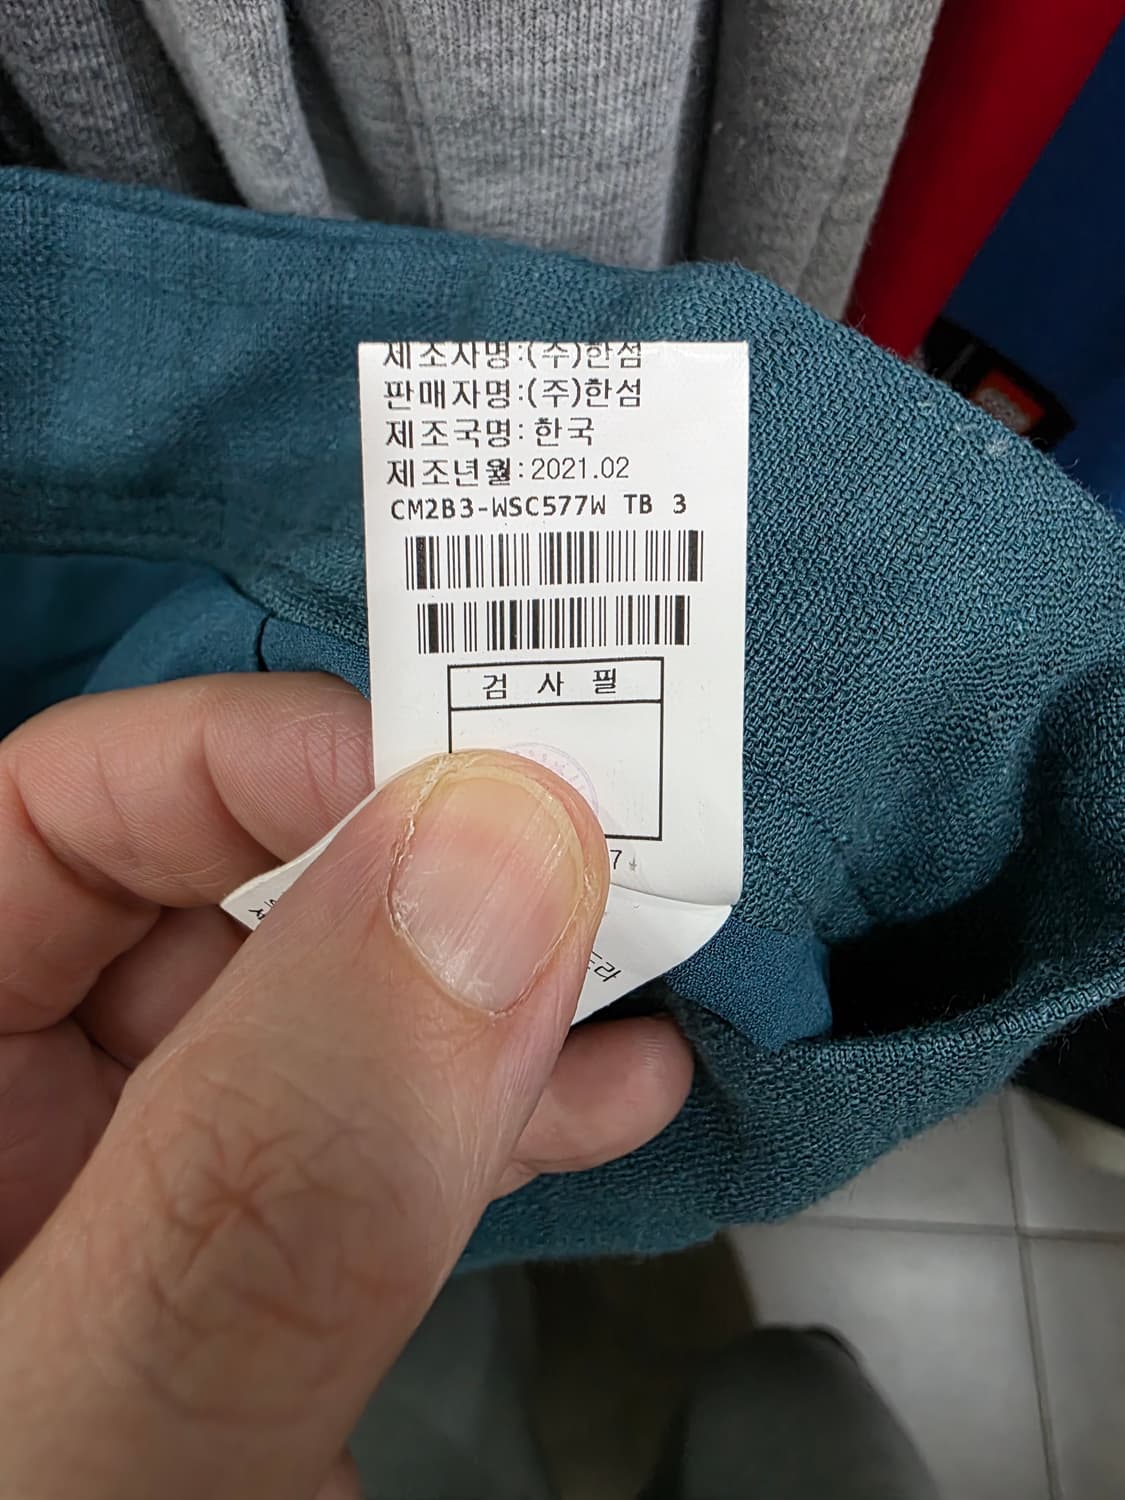 제조자명:(주)한섬
판매자명:(주)한섬
제조국명: 한국
제조년월:2021.02
CM2B3-WSC577W TB 3
검 사 필
7